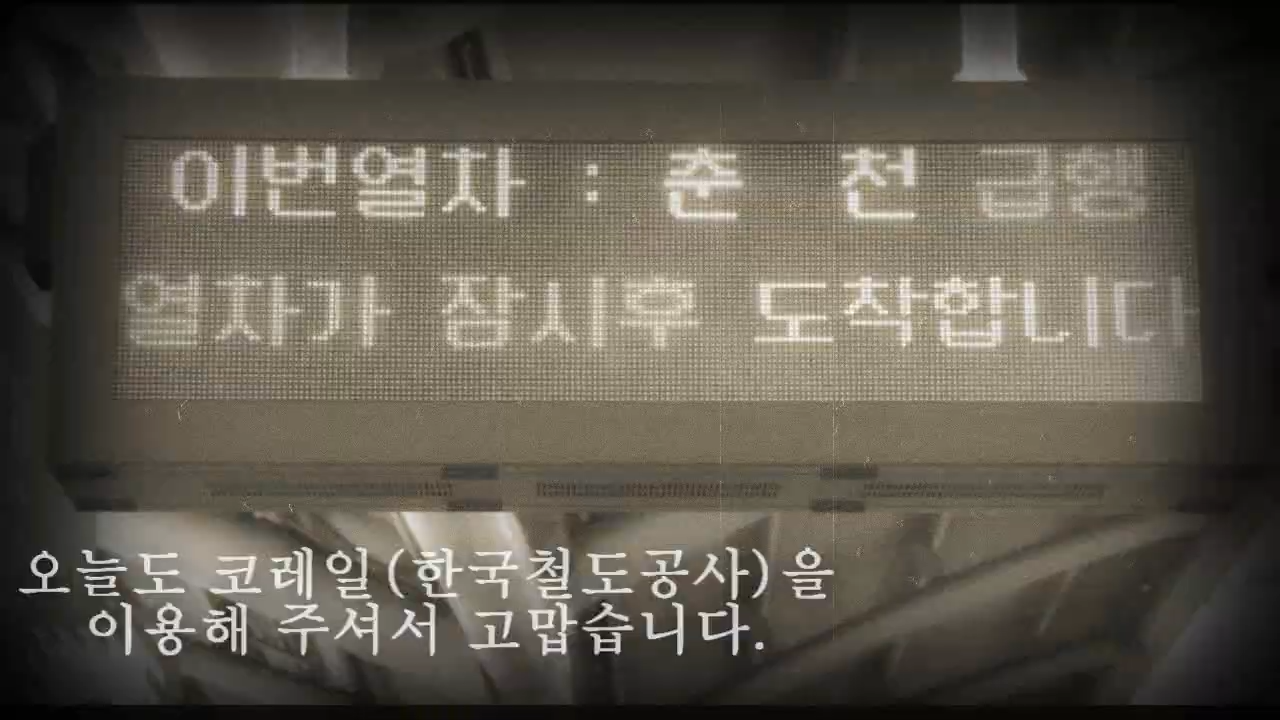 이번열차 : 춘 천 급행
열차가 잠시후 도착합니다
오늘도 코레일(한국철도공사)을
이용해 주셔서 고맙습니다.